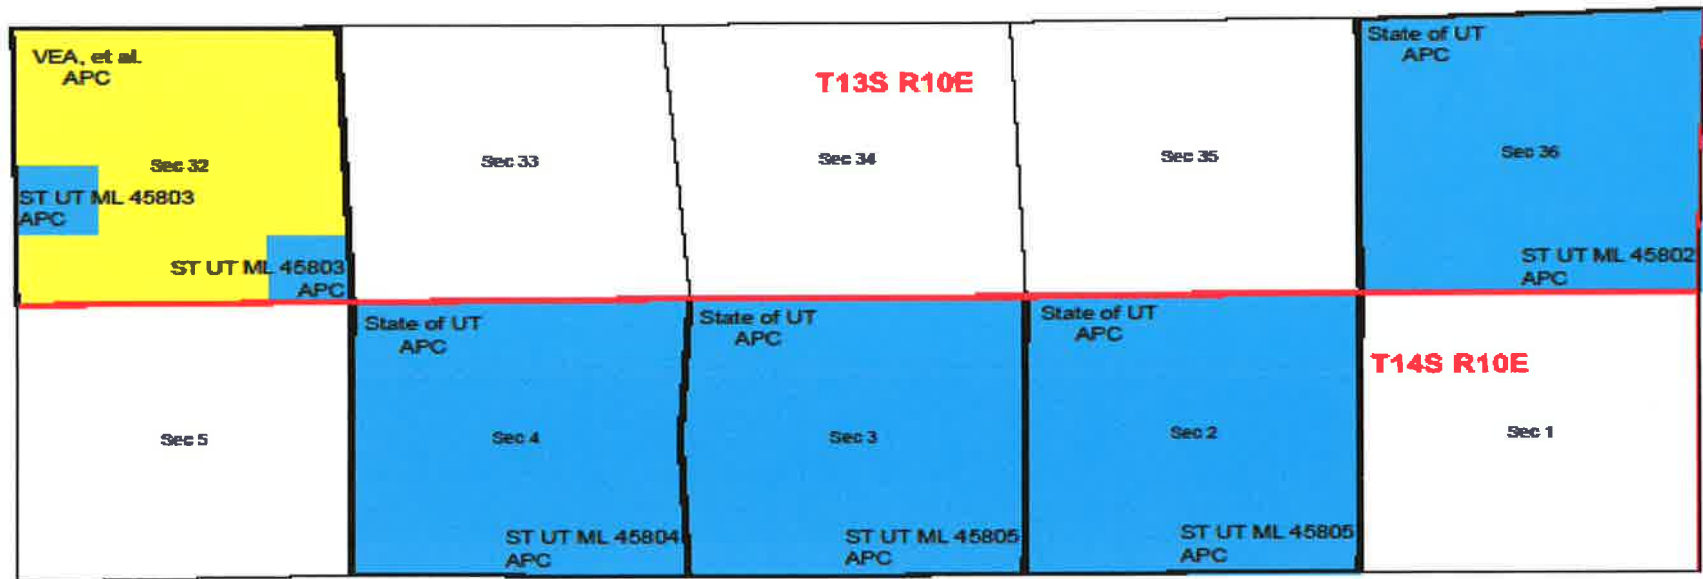 VEA, et al.
APC
Sec 32
ST UT ML 45803
APC
ST UT ML 45803
APC
Sec 33
T13S R10E
Sec 34
Sec 35
State of UT
APC
Sec 36
ST UT ML 45802
APC
Sec 5
State of UT
APC
Sec 4
ST UT ML 45804
APC
State of UT
APC
Sec 3
ST UT ML 45805
APC
State of UT
APC
Sec 2
ST UT ML 45805
APC
T14S R10E
Sec 1